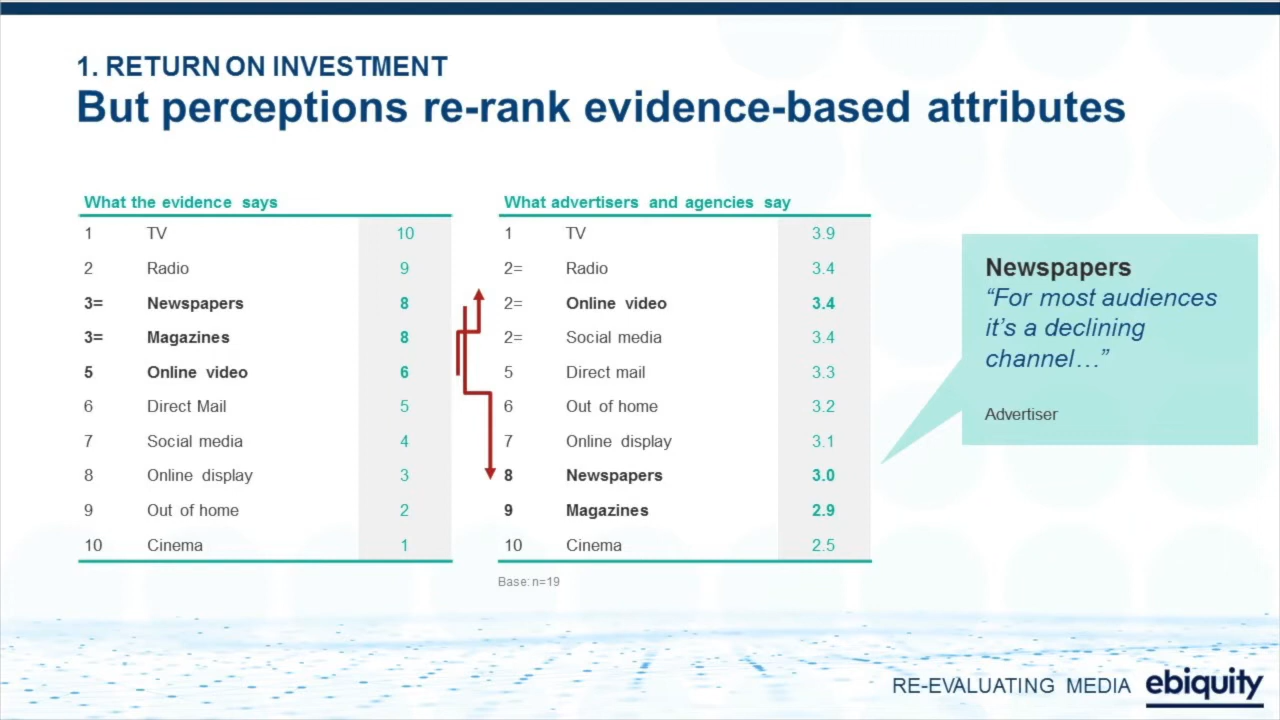 1. RETURN ON INVESTMENT
But perceptions re-rank evidence-based attributes
What the evidence says
1 TV 10
2 Radio 9
3= Newspapers 8
3= Magazines 8
5 Online video 6
6 Direct Mail 5
7 Social media 4
8 Online display 3
9 Out of home 2
10 Cinema 1
What advertisers and agencies say
1 TV 3.9
2= Radio 3.4
2= Online video 3.4
2= Social media 3.4
5 Direct mail 3.3
6 Out of home 3.2
7 Online display 3.1
8 Newspapers 3.0
9 Magazines 2.9
10 Cinema 2.5
Base: n=19
Newspapers
“For most audiences
it’s a declining
channel…”
Advertiser
RE-EVALUATING MEDIA ebiquity